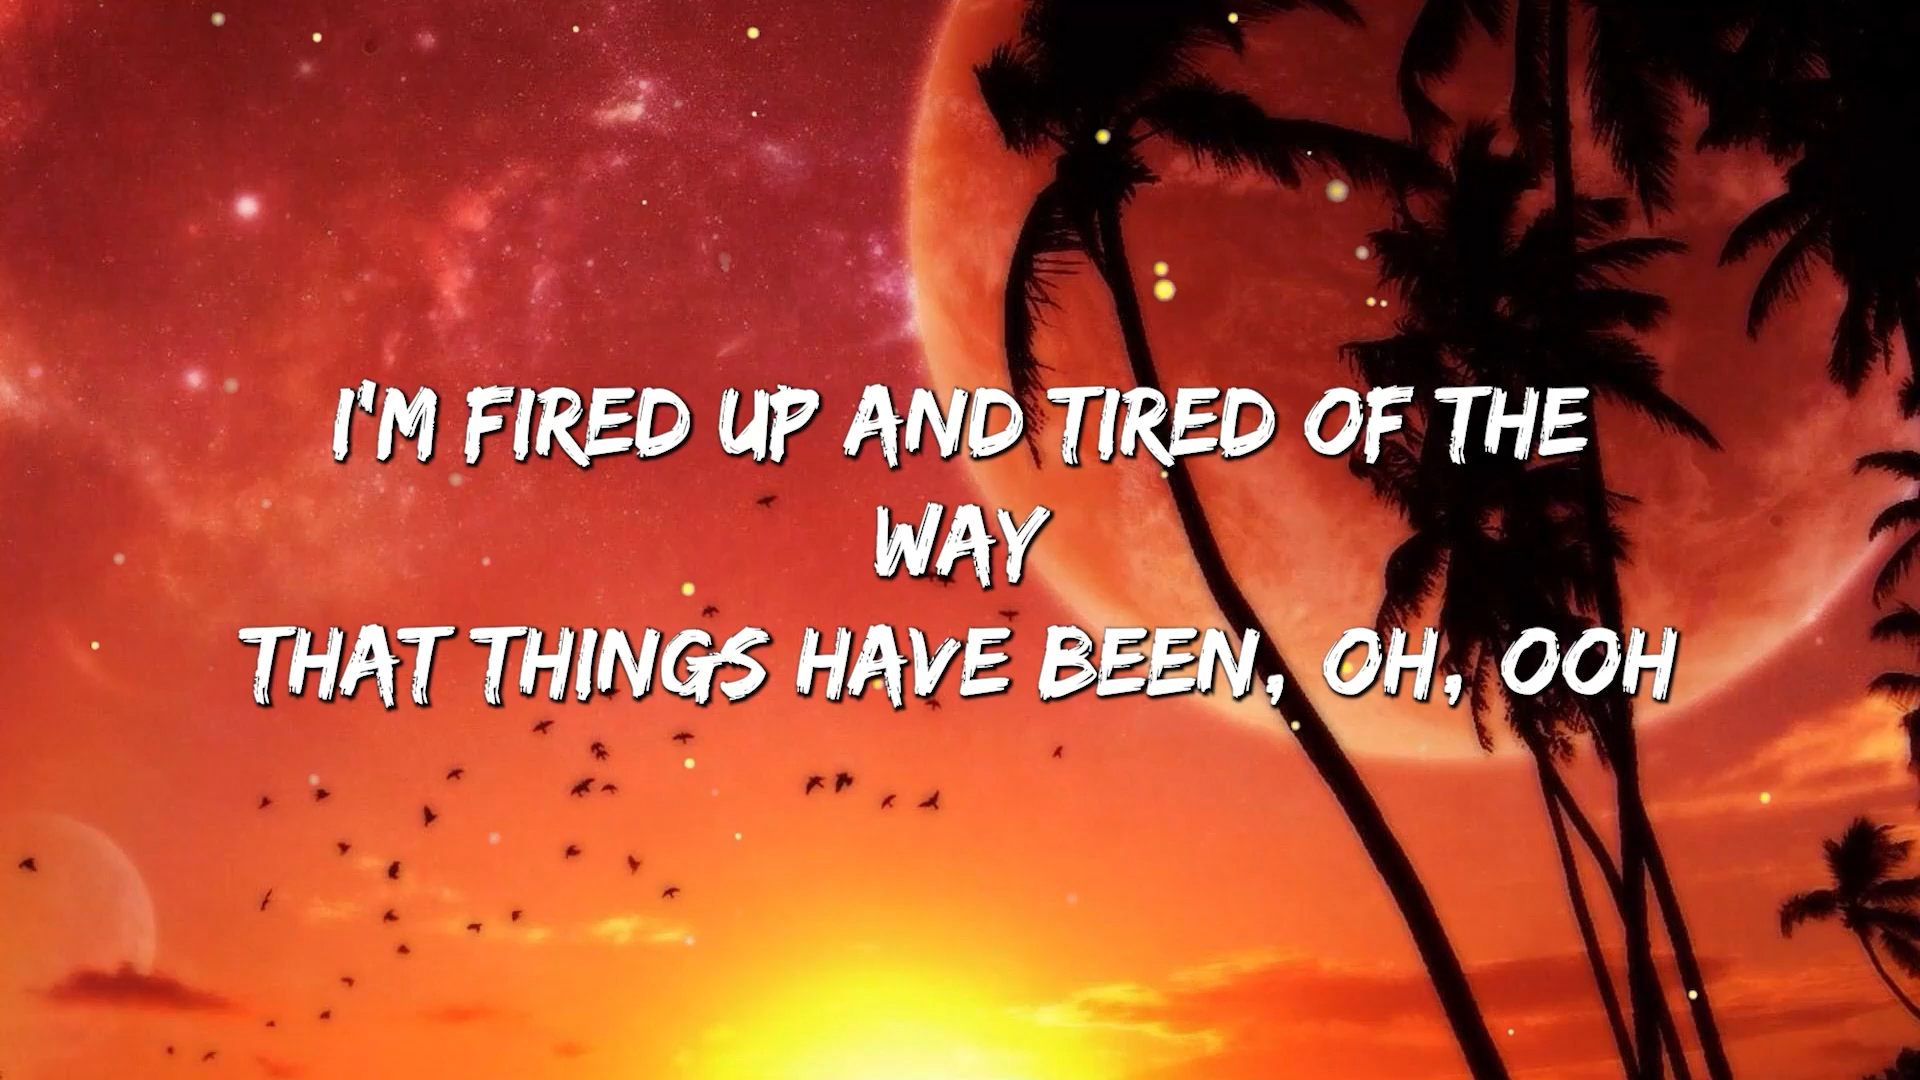 I'M FIRED UP AND TIRED OF THE
WAY
THAT THINGS HAVE BEEN, OH, OOH